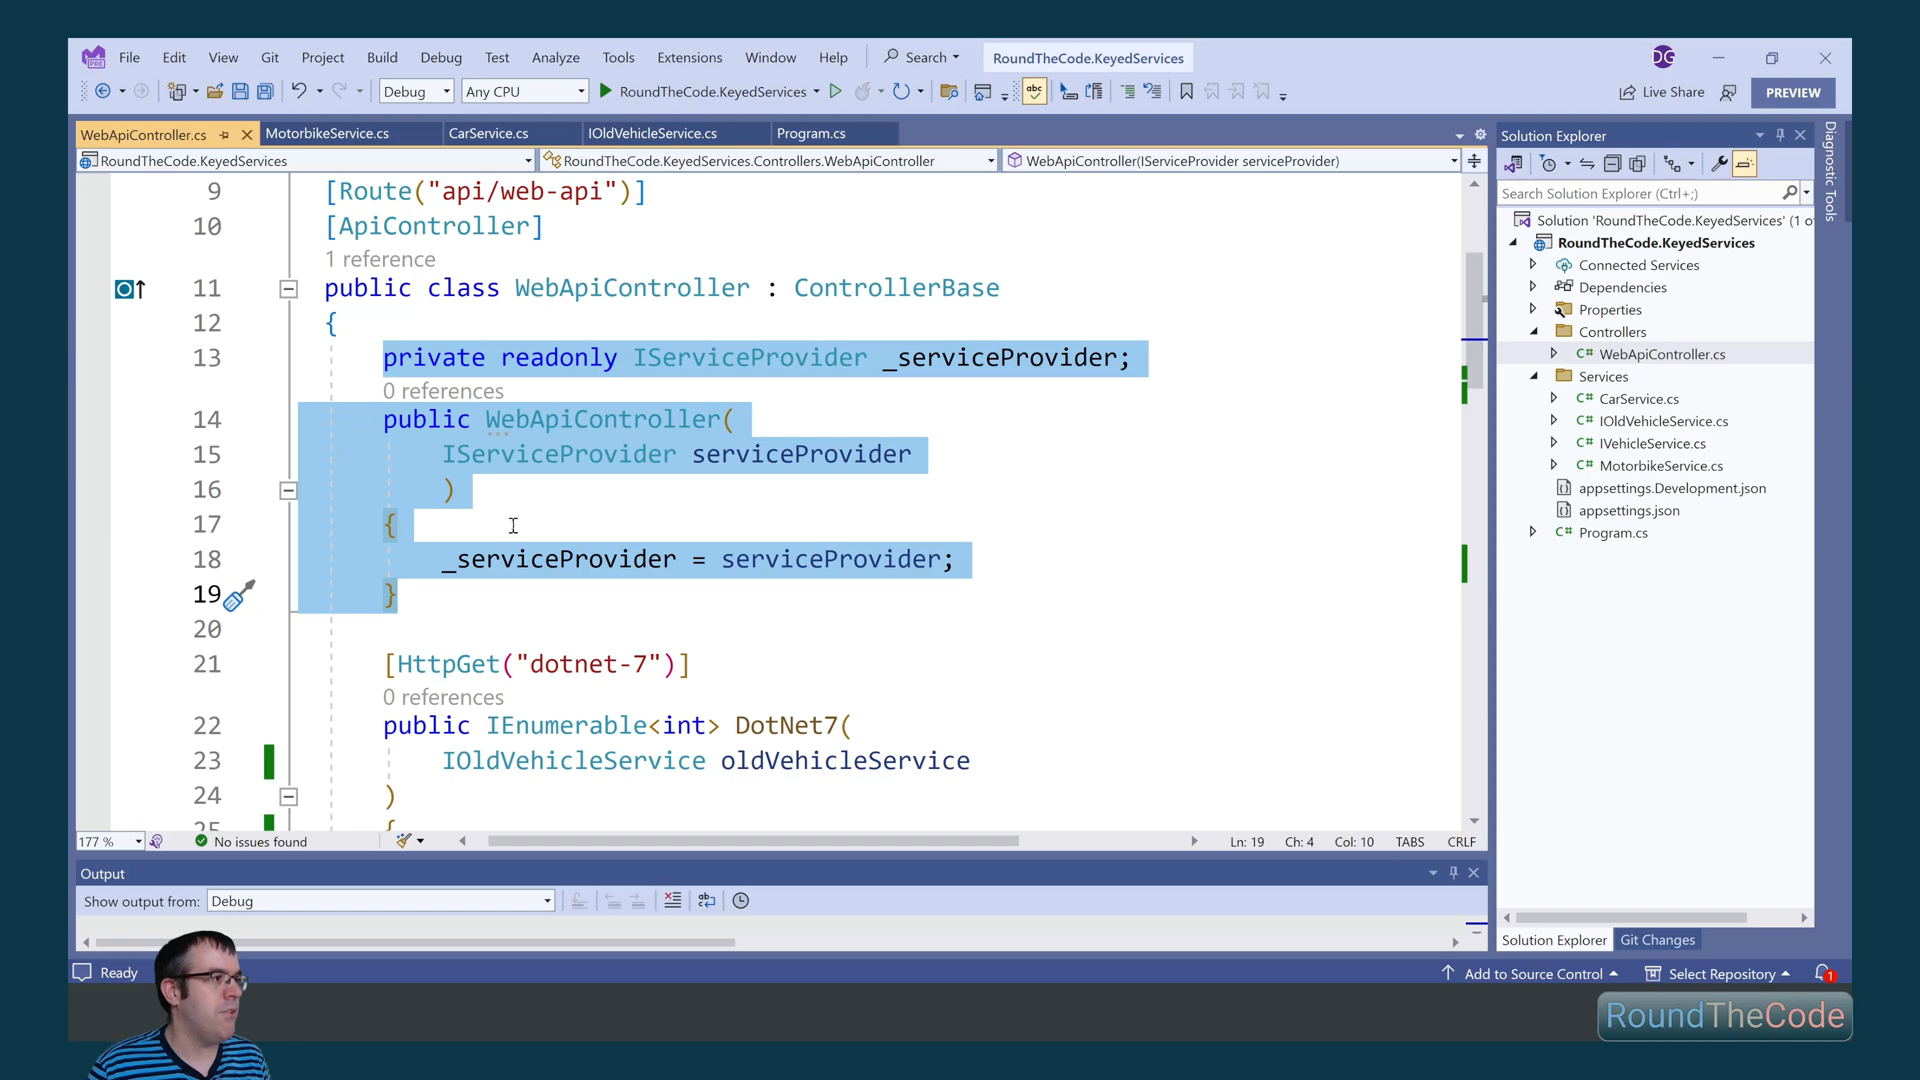 File Edit View Git Project Build Debug Test Analyze Tools Extensions Window Help Search RoundTheCode.KeyedServices DG
Debug Any CPU RoundTheCode.KeyedServices abc Live Share PREVIEW
WebApiController.cs MotorbikeService.cs CarService.cs IOldVehicleService.cs Program.cs
RoundTheCode.KeyedServices RoundTheCode.KeyedServices.Controllers.WebApiController WebApiController(IServiceProvider serviceProvider)
9 [Route("api/web-api")]
10 [ApiController]
1 reference
11 public class WebApiController : ControllerBase
12 {
13 private readonly IServiceProvider _serviceProvider;
0 references
14 public WebApiController(
15 IServiceProvider serviceProvider
16 )
17 {
18 _serviceProvider = serviceProvider;
19 }
20
21 [HttpGet("dotnet-7")]
0 references
22 public IEnumerable<int> DotNet7(
23 IOldVehicleService oldVehicleService
24 )
25 {
177 % No issues found Ln: 19 Ch: 4 Col: 10 TABS CRLF
Output
Show output from: Debug
Solution Explorer
Search Solution Explorer (Ctrl+;)
Solution 'RoundTheCode.KeyedServices' (1 o
RoundTheCode.KeyedServices
Connected Services
Dependencies
Properties
Controllers
C# WebApiController.cs
Services
C# CarService.cs
C# IOldVehicleService.cs
C# IVehicleService.cs
C# MotorbikeService.cs
appsettings.Development.json
appsettings.json
C# Program.cs
Solution Explorer Git Changes
Diagnostic Tools
Ready Add to Source Control Select Repository 1
RoundTheCode